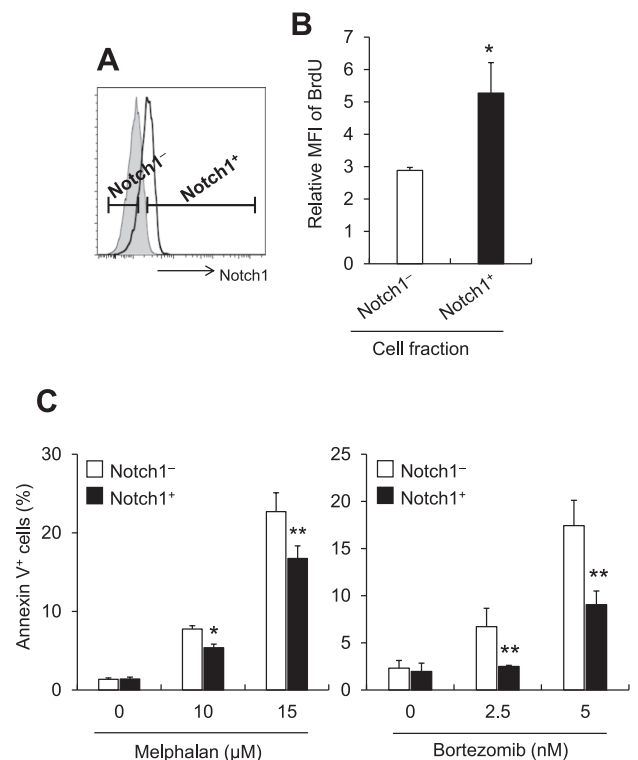 A
Notch1⁻
Notch1⁺
Notch1
B
Relative MFI of BrdU
7
6
5
4
3
2
1
0
*
Notch1⁻
Notch1⁺
Cell fraction
C
Annexin V⁺ cells (%)
30
20
10
0
Notch1⁻
Notch1⁺
*
**
0 10 15
Melphalan (µM)
25
20
15
10
5
0
Notch1⁻
Notch1⁺
**
**
0 2.5 5
Bortezomib (nM)